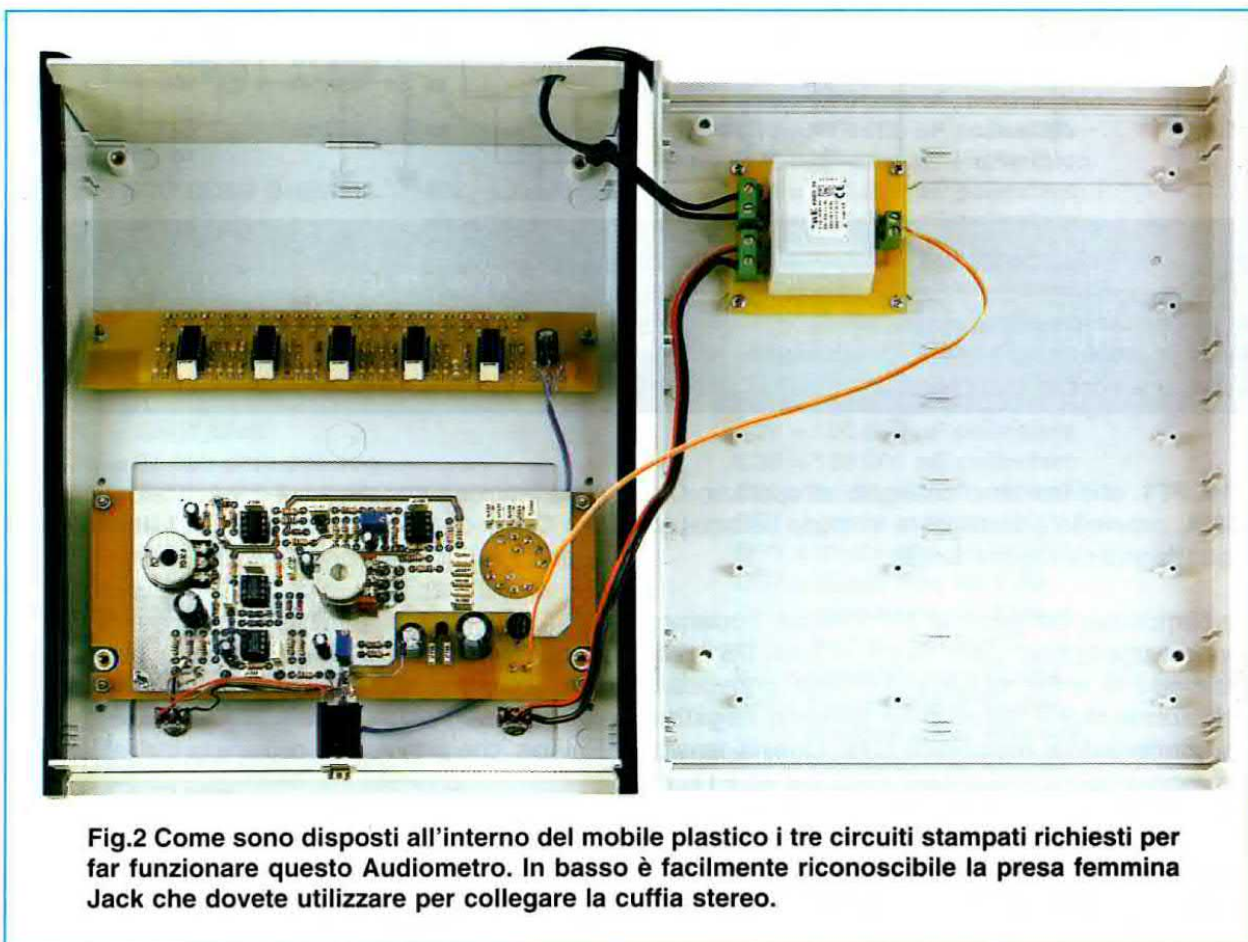 Fig.2 Come sono disposti all'interno del mobile plastico i tre circuiti stampati richiesti per
far funzionare questo Audiometro. In basso è facilmente riconoscibile la presa femmina
Jack che dovete utilizzare per collegare la cuffia stereo.